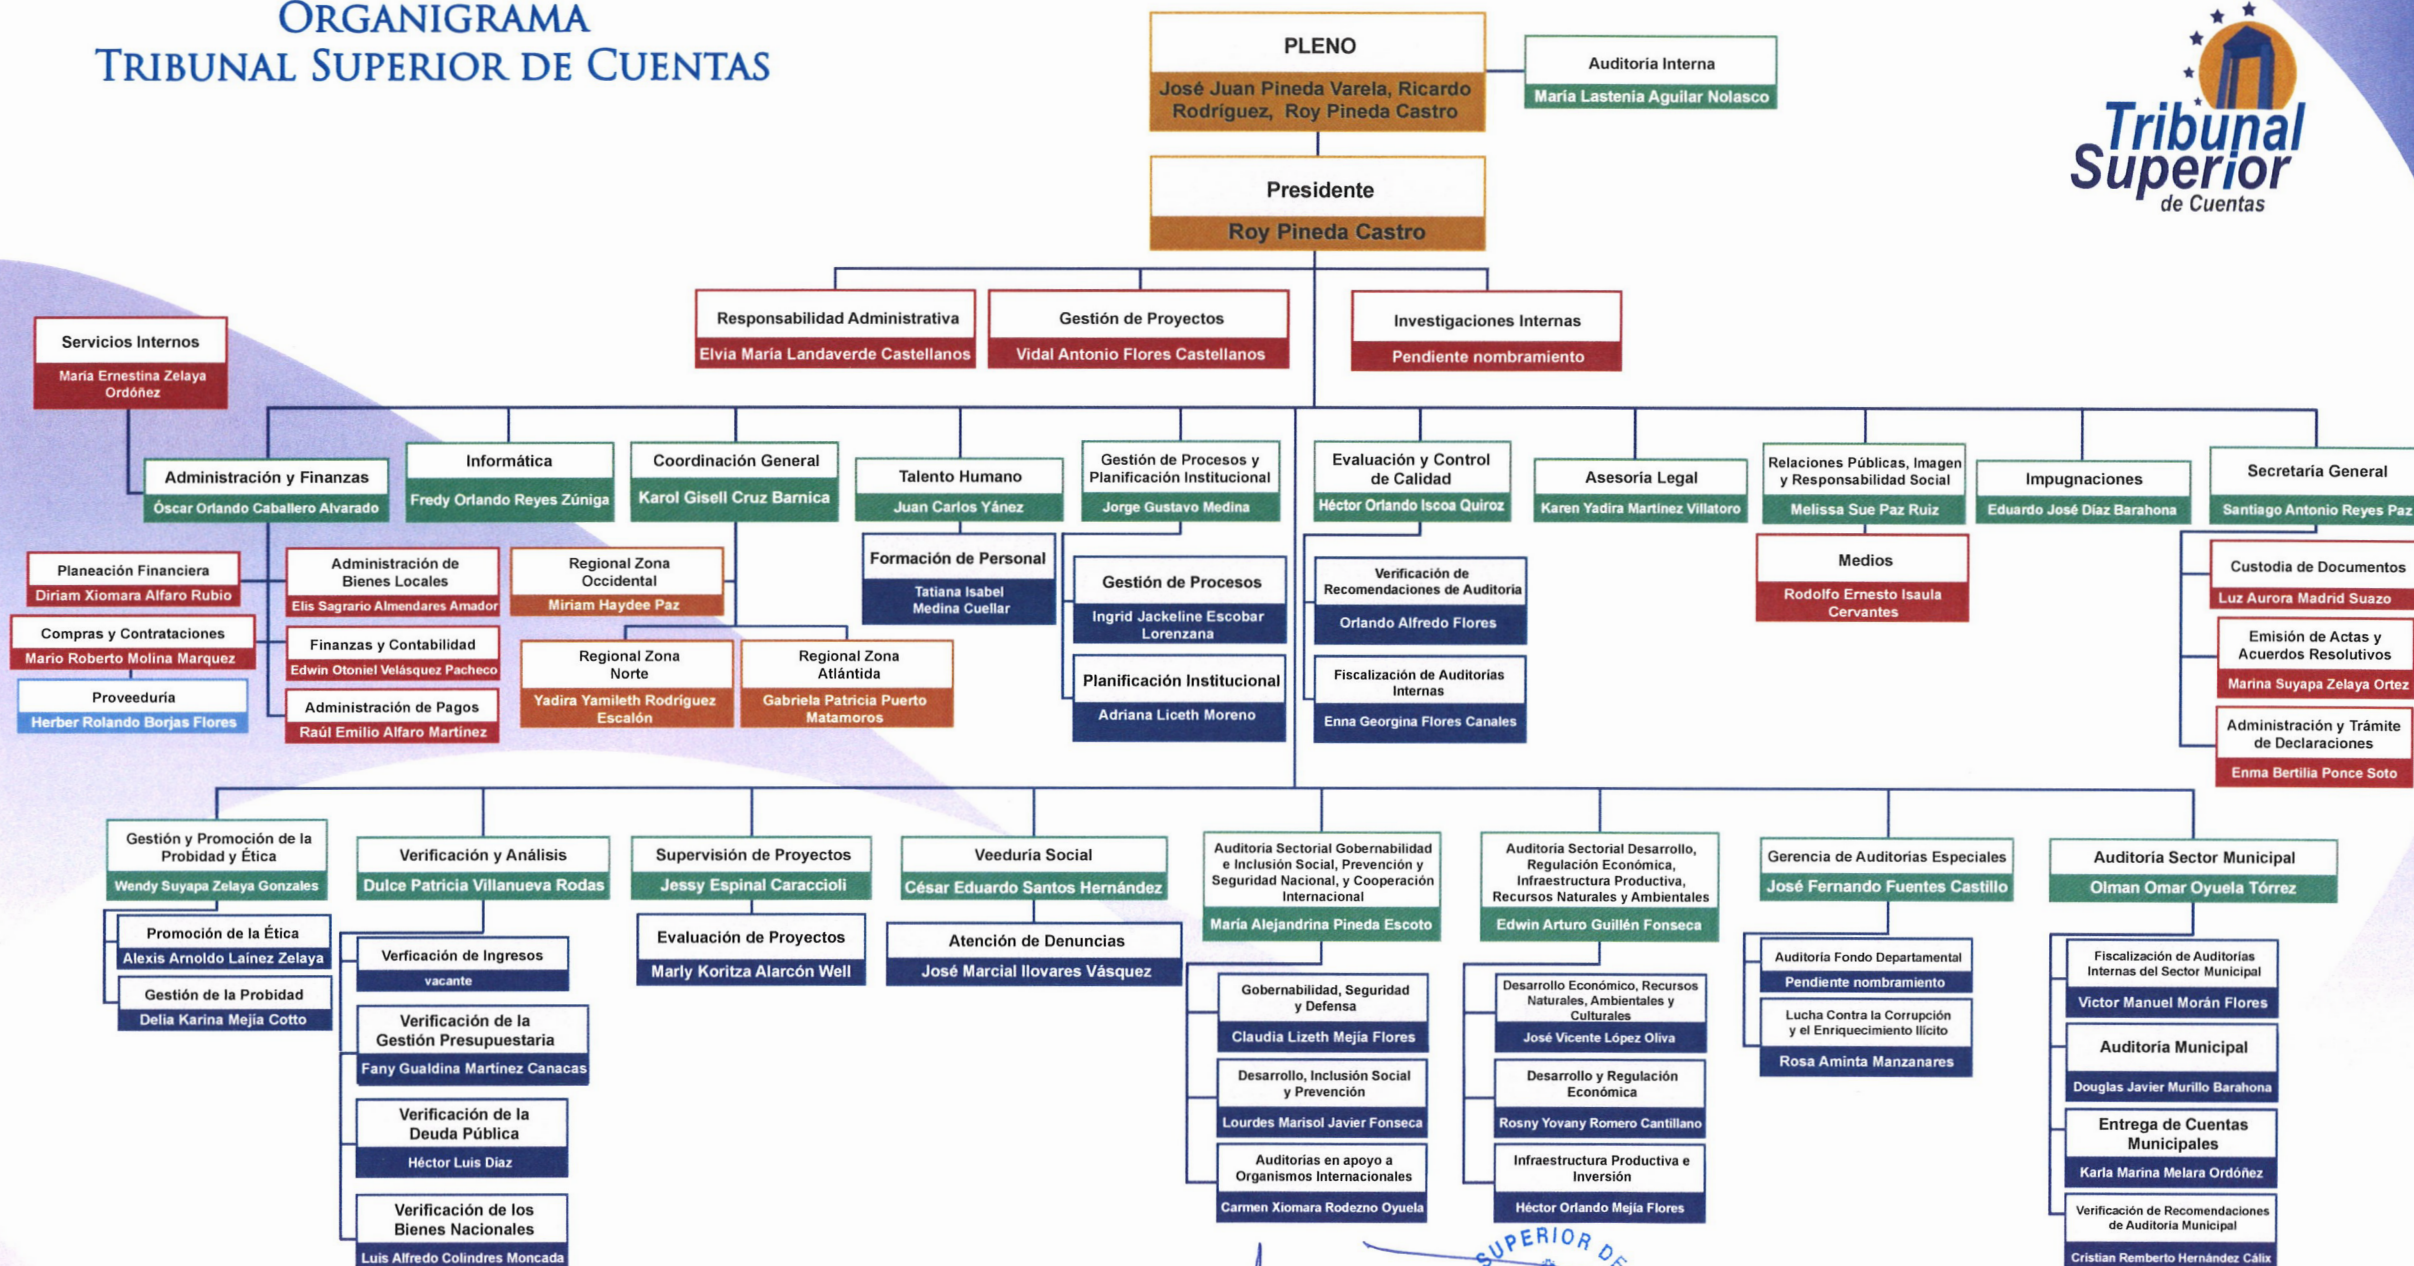 ORGANIGRAMA
TRIBUNAL SUPERIOR DE CUENTAS
PLENO
José Juan Pineda Varela, Ricardo
Rodríguez, Roy Pineda Castro
Auditoría Interna
María Lastenia Aguilar Nolasco
Tribunal
Superior
de Cuentas
Presidente
Roy Pineda Castro
Responsabilidad Administrativa
Elvia María Landaverde Castellanos
Gestión de Proyectos
Vidal Antonio Flores Castellanos
Investigaciones Internas
Pendiente nombramiento
Servicios Internos
María Ernestina Zelaya
Ordóñez
Administración y Finanzas
Óscar Orlando Caballero Alvarado
Informática
Fredy Orlando Reyes Zúniga
Coordinación General
Karol Gisell Cruz Barnica
Talento Humano
Juan Carlos Yánez
Gestión de Procesos y
Planificación Institucional
Jorge Gustavo Medina
Evaluación y Control
de Calidad
Héctor Orlando Iscoa Quiroz
Asesoría Legal
Karen Yadira Martínez Villatoro
Relaciones Públicas, Imagen
y Responsabilidad Social
Melissa Sue Paz Ruiz
Impugnaciones
Eduardo José Díaz Barahona
Secretaría General
Santiago Antonio Reyes Paz
Planeación Financiera
Diriam Xiomara Alfaro Rubio
Compras y Contrataciones
Mario Roberto Molina Marquez
Proveeduría
Herber Rolando Borjas Flores
Administración de
Bienes Locales
Elis Sagrario Almendares Amador
Finanzas y Contabilidad
Edwin Otoniel Velásquez Pacheco
Administración de Pagos
Raúl Emilio Alfaro Martínez
Regional Zona
Occidental
Miriam Haydee Paz
Regional Zona
Norte
Yadira Yamileth Rodríguez
Escalón
Regional Zona
Atlántida
Gabriela Patricia Puerto
Matamoros
Formación de Personal
Tatiana Isabel
Medina Cuellar
Gestión de Procesos
Ingrid Jackeline Escobar
Lorenzana
Planificación Institucional
Adriana Liceth Moreno
Verificación de
Recomendaciones de Auditoria
Orlando Alfredo Flores
Fiscalización de Auditorías
Internas
Enna Georgina Flores Canales
Medios
Rodolfo Ernesto Isaula
Cervantes
Custodia de Documentos
Luz Aurora Madrid Suazo
Emisión de Actas y
Acuerdos Resolutivos
Marina Suyapa Zelaya Ortez
Administración y Trámite
de Declaraciones
Enma Bertilia Ponce Soto
Gestión y Promoción de la
Probidad y Ética
Wendy Suyapa Zelaya Gonzales
Promoción de la Ética
Alexis Arnoldo Laínez Zelaya
Gestión de la Probidad
Delia Karina Mejía Cotto
Verificación y Análisis
Dulce Patricia Villanueva Rodas
Verficación de Ingresos
vacante
Verificación de la
Gestión Presupuestaria
Fany Gualdina Martínez Canacas
Verificación de la
Deuda Pública
Héctor Luis Díaz
Verificación de los
Bienes Nacionales
Luis Alfredo Colindres Moncada
Supervisión de Proyectos
Jessy Espinal Caraccioli
Evaluación de Proyectos
Marly Koritza Alarcón Well
Veeduría Social
César Eduardo Santos Hernández
Atención de Denuncias
José Marcial Ilovares Vásquez
Auditoría Sectorial Gobernabilidad
e Inclusión Social, Prevención y
Seguridad Nacional, y Cooperación
Internacional
María Alejandrina Pineda Escoto
Gobernabilidad, Seguridad
y Defensa
Claudia Lizeth Mejía Flores
Desarrollo, Inclusión Social
y Prevención
Lourdes Marisol Javier Fonseca
Auditorías en apoyo a
Organismos Internacionales
Carmen Xiomara Rodezno Oyuela
Auditoría Sectorial Desarrollo,
Regulación Económica,
Infraestructura Productiva,
Recursos Naturales y Ambientales
Edwin Arturo Guillén Fonseca
Desarrollo Económico, Recursos
Naturales, Ambientales y
Culturales
José Vicente López Oliva
Desarrollo y Regulación
Económica
Rosny Yovany Romero Cantillano
Infraestructura Productiva e
Inversión
Héctor Orlando Mejía Flores
Gerencia de Auditorías Especiales
José Fernando Fuentes Castillo
Auditoría Fondo Departamental
Pendiente nombramiento
Lucha Contra la Corrupción
y el Enriquecimiento Ilícito
Rosa Aminta Manzanares
Auditoría Sector Municipal
Olman Omar Oyuela Tórrez
Fiscalización de Auditorías
Internas del Sector Municipal
Victor Manuel Morán Flores
Auditoría Municipal
Douglas Javier Murillo Barahona
Entrega de Cuentas
Municipales
Karla Marina Melara Ordóñez
Verificación de Recomendaciones
de Auditoría Municipal
Cristian Remberto Hernández Cálix
SUPERIOR DE